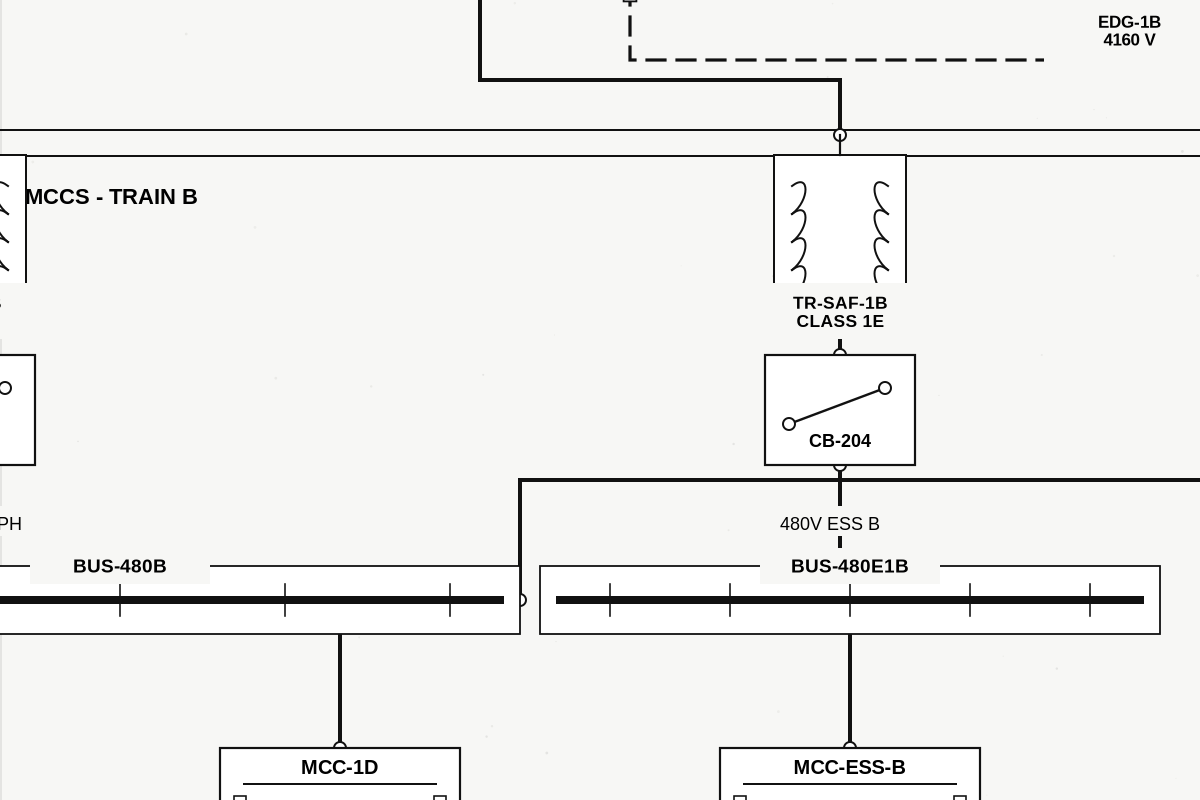 EDG-1B
4160 V
MCCS - TRAIN B
TR-SAF-1B
CLASS 1E
CB-204
PH
480V ESS B
BUS-480B
BUS-480E1B
MCC-1D
MCC-ESS-B